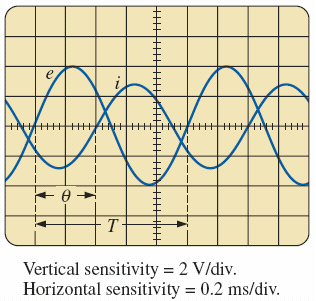 e i
θ
T
Vertical sensitivity = 2 V/div.
Horizontal sensitivity = 0.2 ms/div.